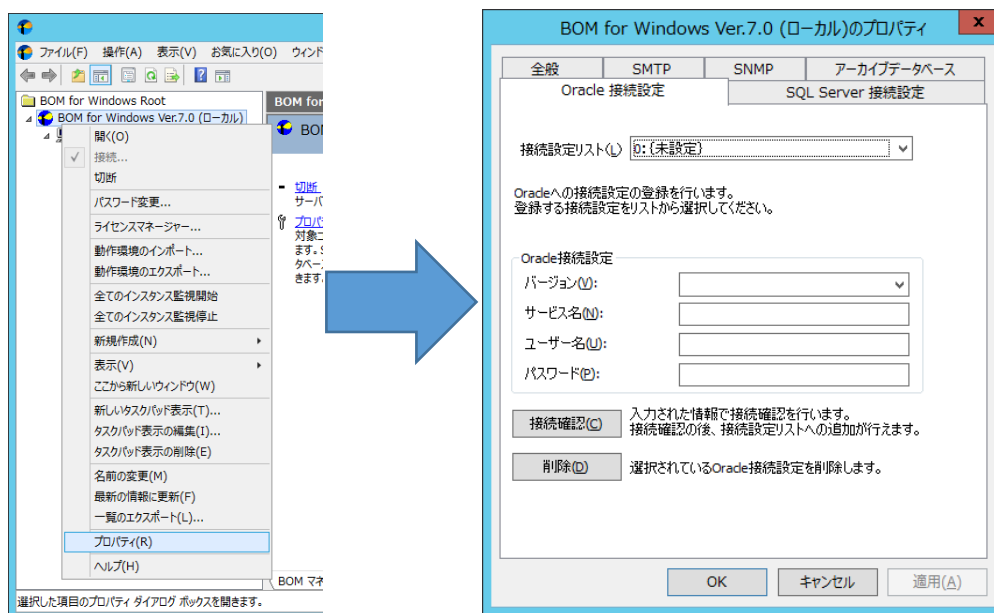 ファイル(F) 操作(A) 表示(V) お気に入り(O) ウィンド
BOM for Windows Root
BOM for Windows Ver.7.0 (ローカル)
BOM for
BOM
開く(O)
接続...
切断
パスワード変更...
ライセンスマネージャー...
動作環境のインポート...
動作環境のエクスポート...
全てのインスタンス監視開始
全てのインスタンス監視停止
新規作成(N)
表示(V)
ここから新しいウィンドウ(W)
新しいタスクパッド表示(T)...
タスクパッド表示の編集(I)...
タスクパッド表示の削除(E)
名前の変更(M)
最新の情報に更新(F)
一覧のエクスポート(L)...
プロパティ(R)
ヘルプ(H)
切断
サーバ
プロパ
対象コ
ます。S
タベース
きます。
BOM マネ
選択した項目のプロパティ ダイアログ ボックスを開きます。
BOM for Windows Ver.7.0 (ローカル)のプロパティ
x
全般 SMTP SNMP アーカイブデータベース
Oracle 接続設定 SQL Server 接続設定
接続設定リスト(L) 0:{未設定}
Oracleへの接続設定の登録を行います。
登録する接続設定をリストから選択してください。
Oracle接続設定
バージョン(V):
サービス名(N):
ユーザー名(U):
パスワード(P):
接続確認(C) 入力された情報で接続確認を行います。
接続確認の後、接続設定リストへの追加が行えます。
削除(D) 選択されているOracle接続設定を削除します。
OK キャンセル 適用(A)